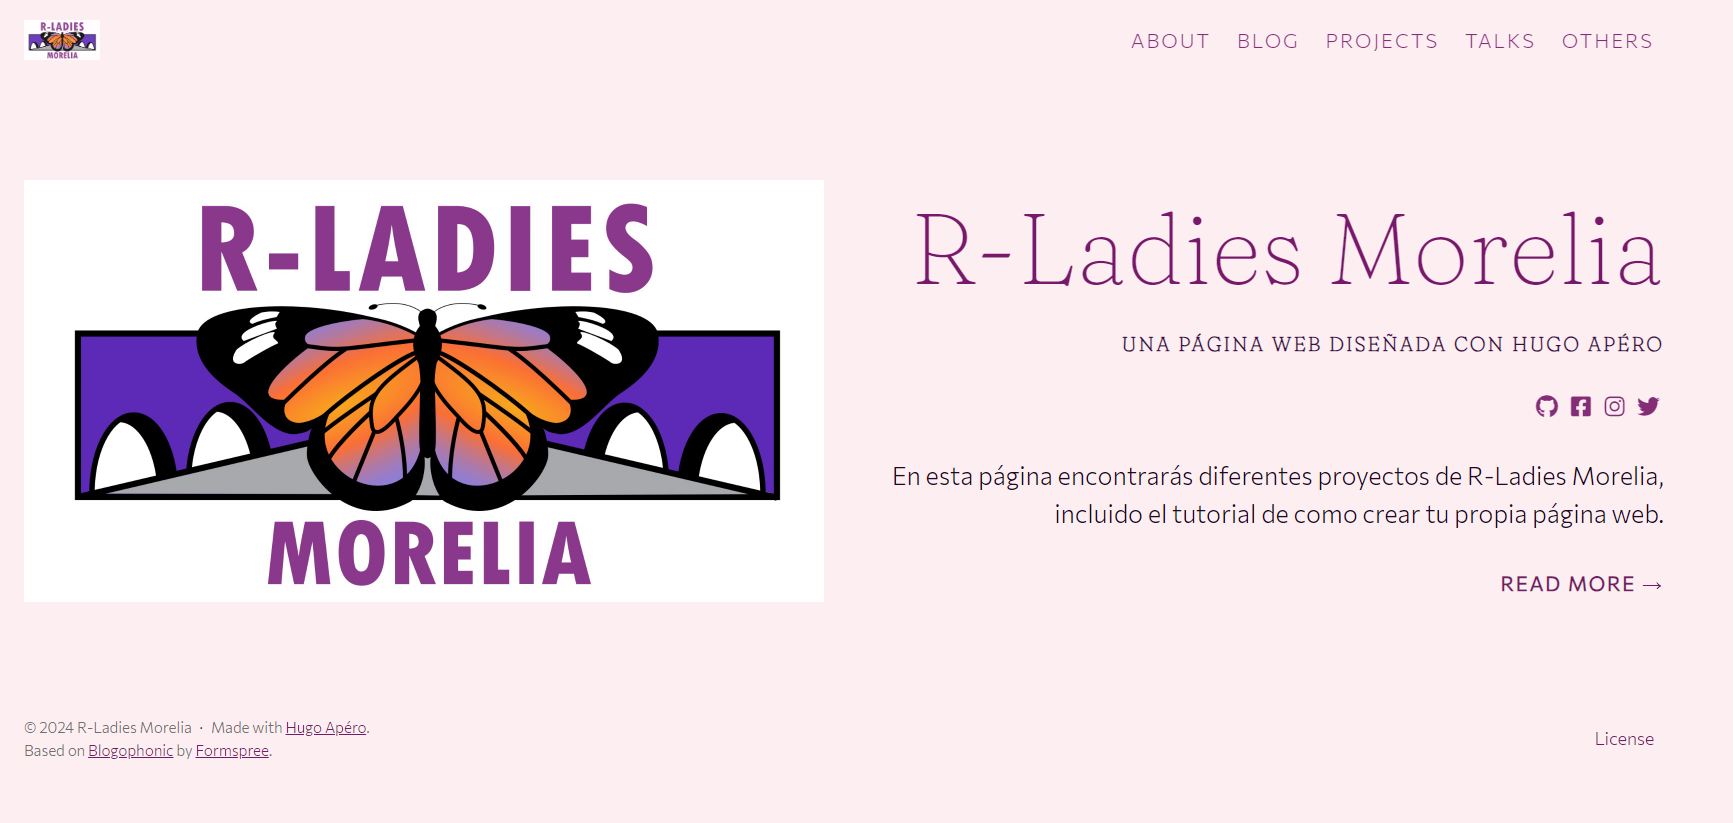 R-LADIES
MORELIA
ABOUT BLOG PROJECTS TALKS OTHERS
R-LADIES
MORELIA
R-Ladies Morelia
UNA PÁGINA WEB DISEÑADA CON HUGO APÉRO
En esta página encontrarás diferentes proyectos de R-Ladies Morelia,
incluido el tutorial de como crear tu propia página web.
READ MORE →
© 2024 R-Ladies Morelia · Made with Hugo Apéro.
Based on Blogophonic by Formspree.
License